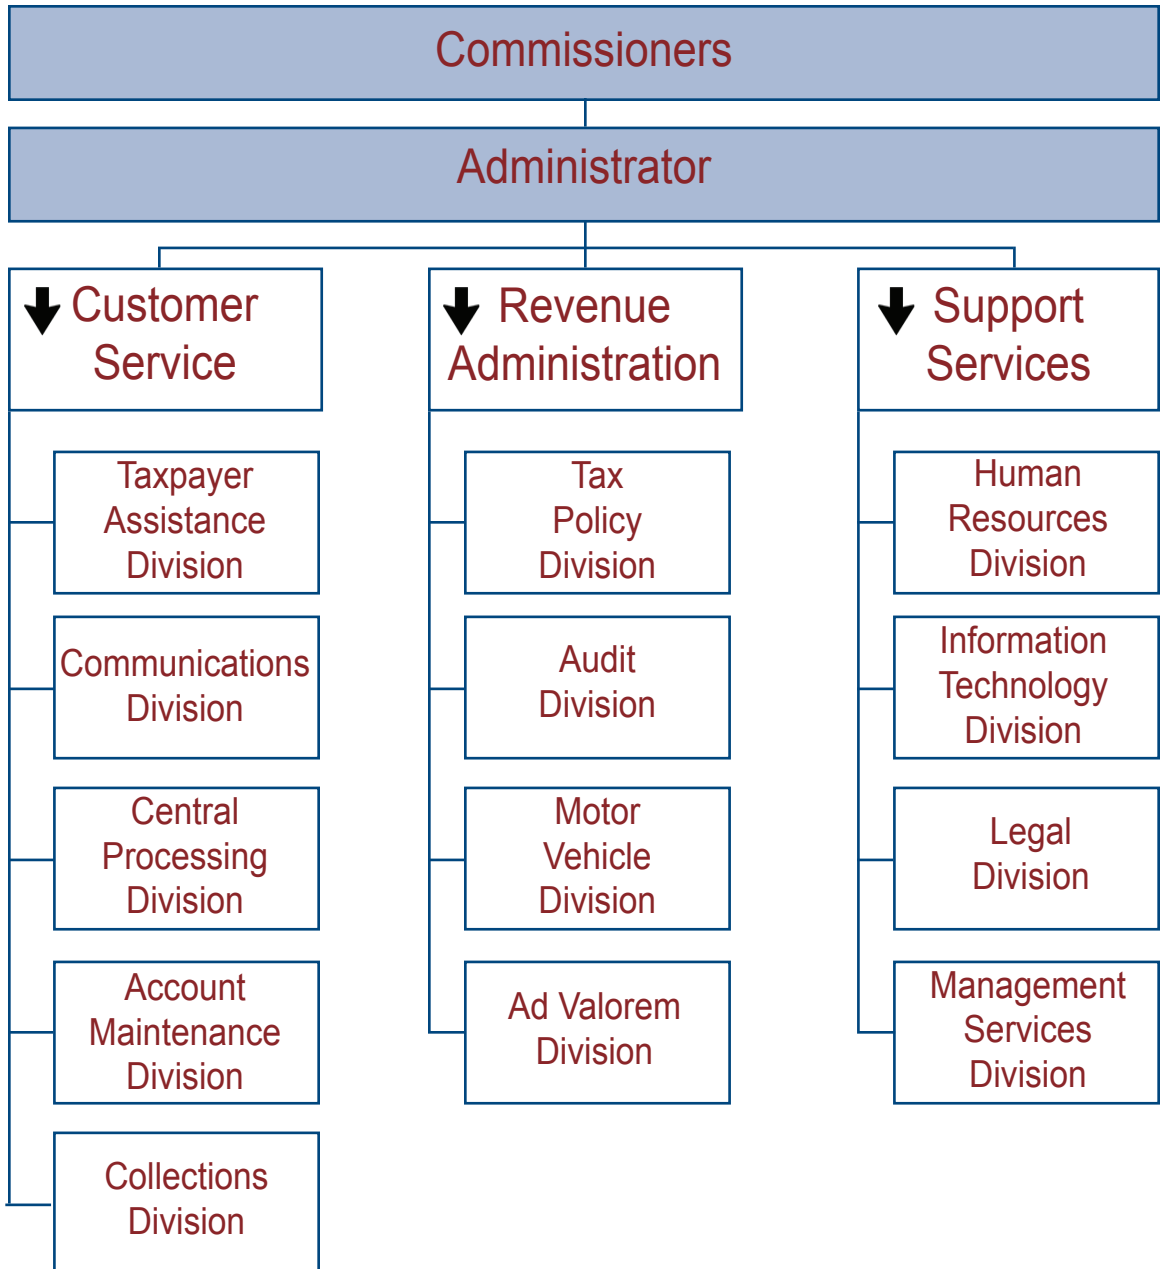 Commissioners
Administrator
Customer
Service
Taxpayer
Assistance
Division
Communications
Division
Central
Processing
Division
Account
Maintenance
Division
Collections
Division
Revenue
Administration
Tax
Policy
Division
Audit
Division
Motor
Vehicle
Division
Ad Valorem
Division
Support
Services
Human
Resources
Division
Information
Technology
Division
Legal
Division
Management
Services
Division